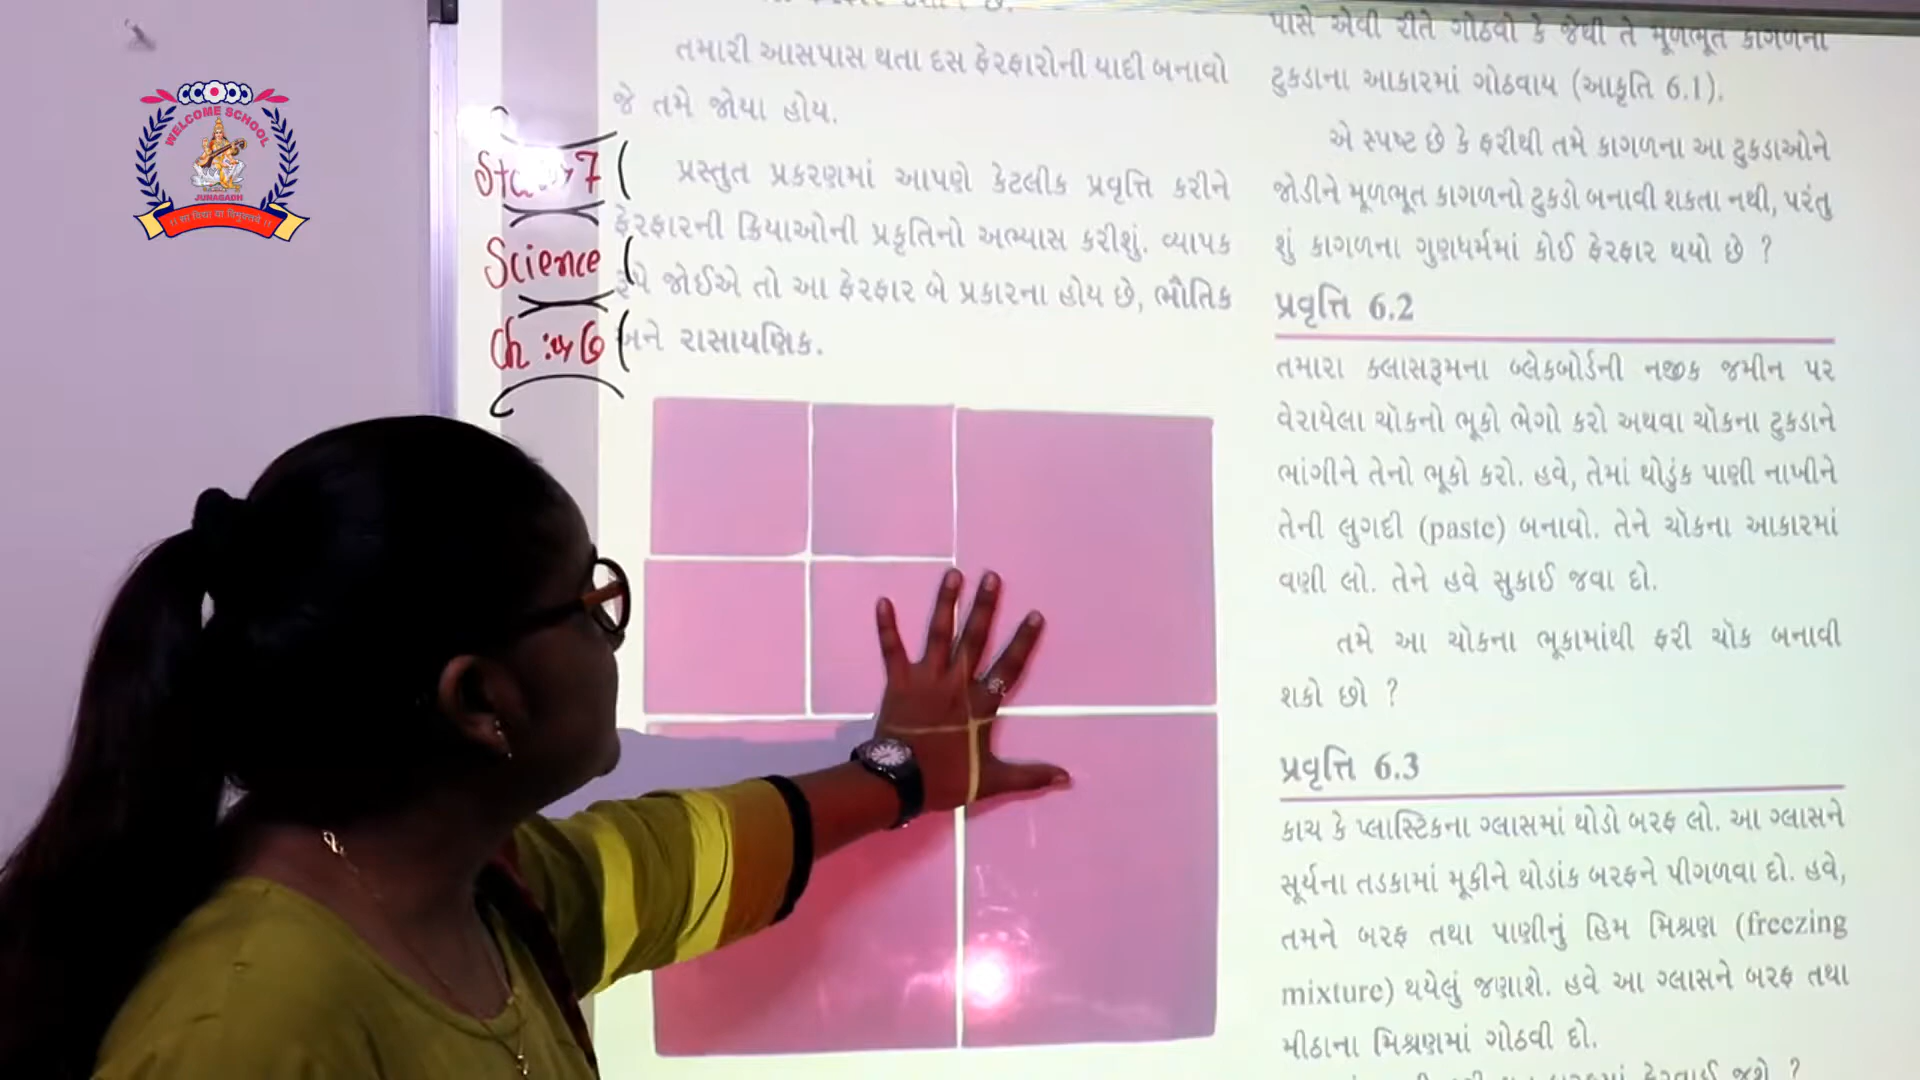 WELCOME SCHOOL
JUNAGADH
|| सा विद्या या विमुक्तये ||
Science
Ch :→ 6
તમારી આસપાસ થતા દસ ફેરફારોની યાદી બનાવો
જે તમે જોયા હોય.
પ્રસ્તુત પ્રકરણમાં આપણે કેટલીક પ્રવૃત્તિ કરીને
ફેરફારની ક્રિયાઓની પ્રકૃતિનો અભ્યાસ કરીશું. વ્યાપક
રૂપે જોઈએ તો આ ફેરફાર બે પ્રકારના હોય છે, ભૌતિક
અને રાસાયણિક.
પાસે એવી રીતે ગોઠવો કે જેથી તે મૂળભૂત કાગળના
ટુકડાના આકારમાં ગોઠવાય (આકૃતિ 6.1).
એ સ્પષ્ટ છે કે ફરીથી તમે કાગળના આ ટુકડાઓને
જોડીને મૂળભૂત કાગળનો ટુકડો બનાવી શકતા નથી, પરંતુ
શું કાગળના ગુણધર્મમાં કોઈ ફેરફાર થયો છે ?
પ્રવૃત્તિ 6.2
તમારા ક્લાસરૂમના બ્લેકબોર્ડની નજીક જમીન પર
વેરાયેલા ચૉકનો ભૂકો ભેગો કરો અથવા ચૉકના ટુકડાને
ભાંગીને તેનો ભૂકો કરો. હવે, તેમાં થોડુંક પાણી નાખીને
તેની લુગદી (paste) બનાવો. તેને ચૉકના આકારમાં
વણી લો. તેને હવે સુકાઈ જવા દો.
તમે આ ચૉકના ભૂકામાંથી ફરી ચૉક બનાવી
શકો છો ?
પ્રવૃત્તિ 6.3
કાચ કે પ્લાસ્ટિકના ગ્લાસમાં થોડો બરફ લો. આ ગ્લાસને
સૂર્યના તડકામાં મૂકીને થોડાંક બરફને પીગળવા દો. હવે,
તમને બરફ તથા પાણીનું હિમ મિશ્રણ (freezing
mixture) થયેલું જણાશે. હવે આ ગ્લાસને બરફ તથા
મીઠાના મિશ્રણમાં ગોઠવી દો.